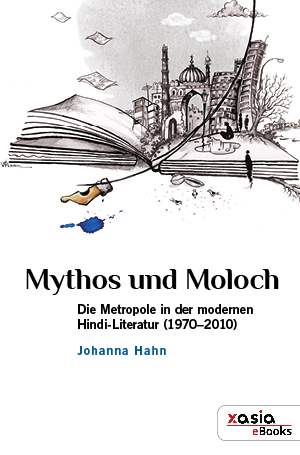 Mythos und Moloch
Die Metropole in der modernen
Hindi-Literatur (1970–2010)
Johanna Hahn
xasia
eBooks